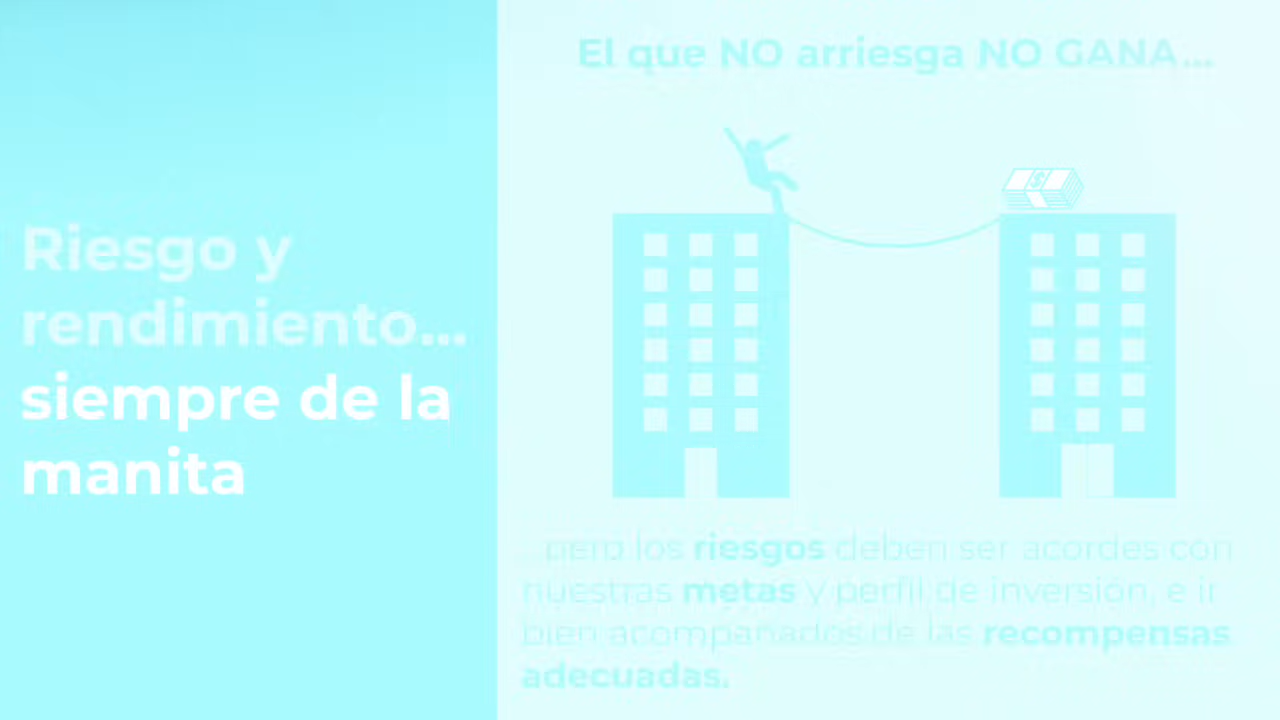 Riesgo y
rendimiento...
siempre de la
manita
El que NO arriesga NO GANA...
$
...pero los riesgos deben ser acordes con
nuestras metas y perfil de inversión, e ir
bien acompañados de las recompensas
adecuadas.